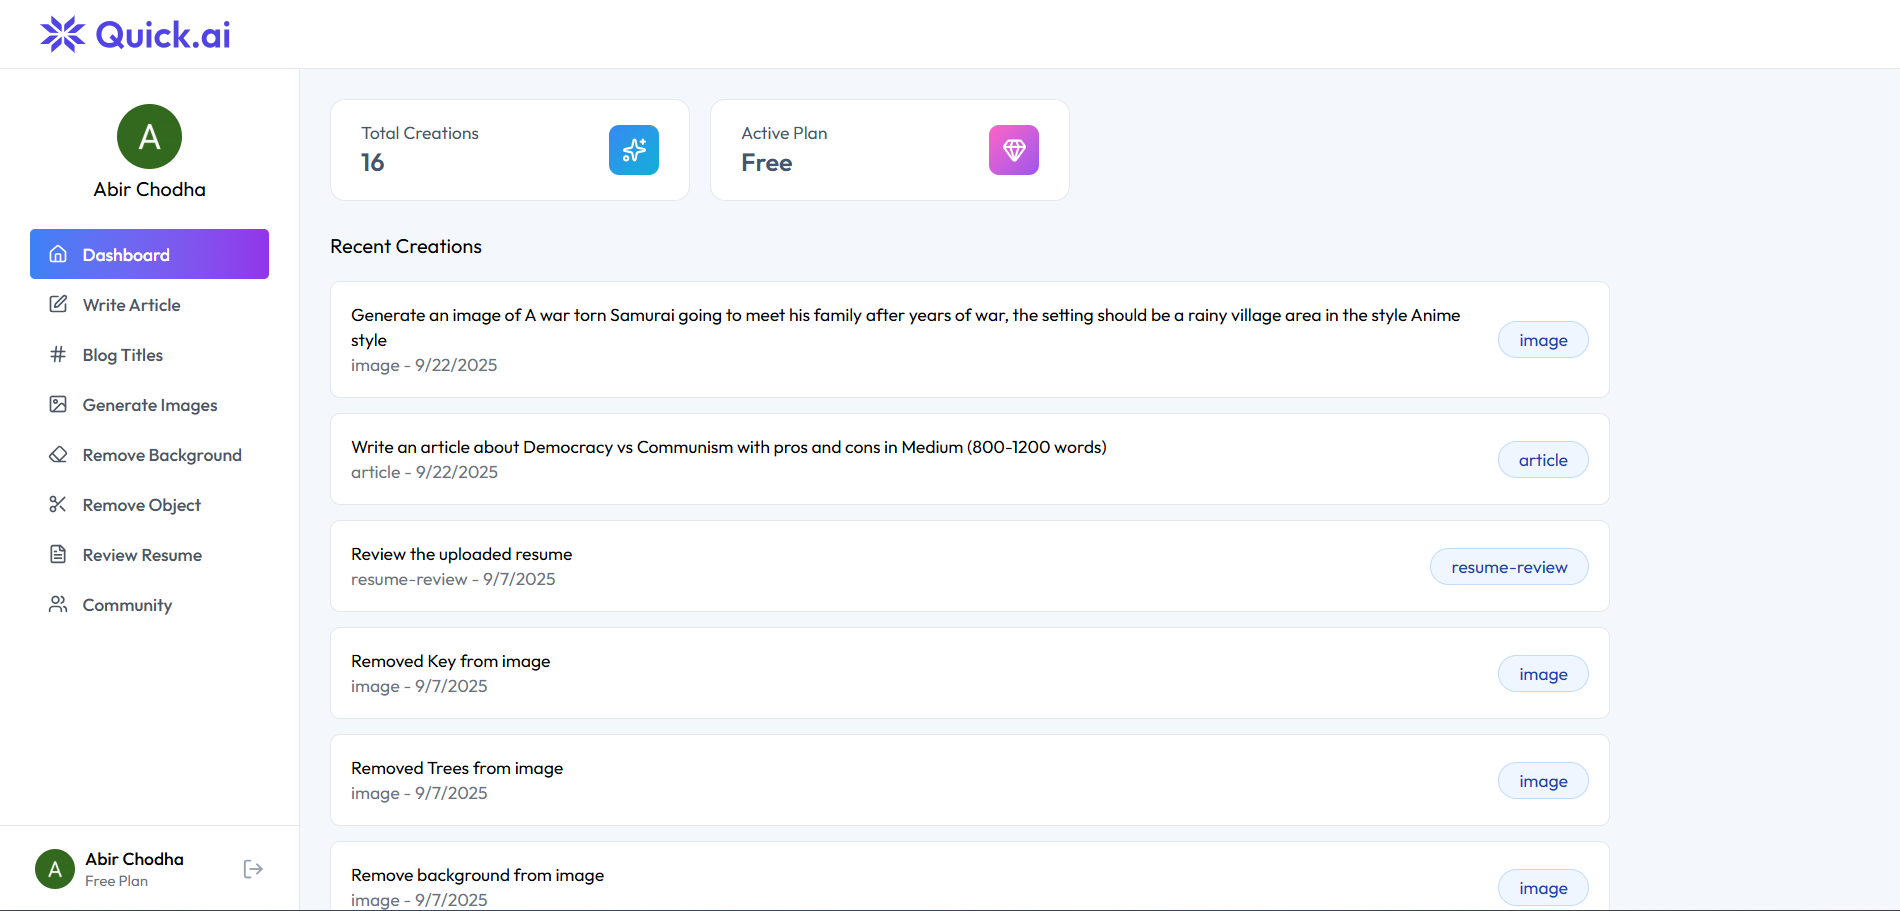 Quick.ai
A
Abir Chodha
Dashboard
Write Article
Blog Titles
Generate Images
Remove Background
Remove Object
Review Resume
Community
A
Abir Chodha
Free Plan
Total Creations
16
Active Plan
Free
Recent Creations
Generate an image of A war torn Samurai going to meet his family after years of war, the setting should be a rainy village area in the style Anime
style
image - 9/22/2025
image
Write an article about Democracy vs Communism with pros and cons in Medium (800-1200 words)
article - 9/22/2025
article
Review the uploaded resume
resume-review - 9/7/2025
resume-review
Removed Key from image
image - 9/7/2025
image
Removed Trees from image
image - 9/7/2025
image
Remove background from image
image - 9/7/2025
image